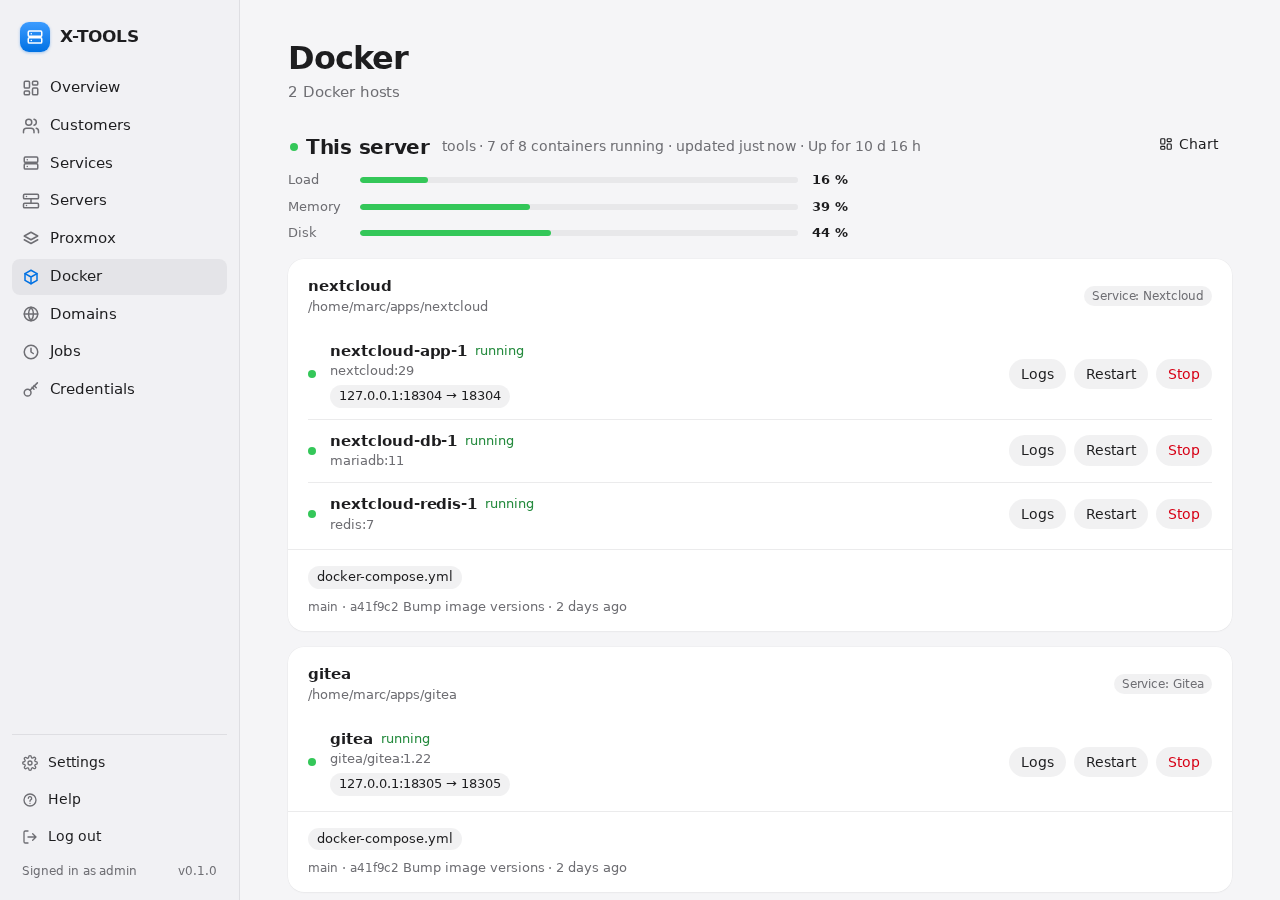 X-TOOLS
Overview
Customers
Services
Servers
Proxmox
Docker
Domains
Jobs
Credentials
Settings
Help
Log out
Signed in as admin v0.1.0
Docker
2 Docker hosts
This server tools · 7 of 8 containers running · updated just now · Up for 10 d 16 h Chart
Load 16 %
Memory 39 %
Disk 44 %
nextcloud
/home/marc/apps/nextcloud
Service: Nextcloud
nextcloud-app-1 running
nextcloud:29
127.0.0.1:18304 → 18304
Logs Restart Stop
nextcloud-db-1 running
mariadb:11
Logs Restart Stop
nextcloud-redis-1 running
redis:7
Logs Restart Stop
docker-compose.yml
main · a41f9c2 Bump image versions · 2 days ago
gitea
/home/marc/apps/gitea
Service: Gitea
gitea running
gitea/gitea:1.22
127.0.0.1:18305 → 18305
Logs Restart Stop
docker-compose.yml
main · a41f9c2 Bump image versions · 2 days ago